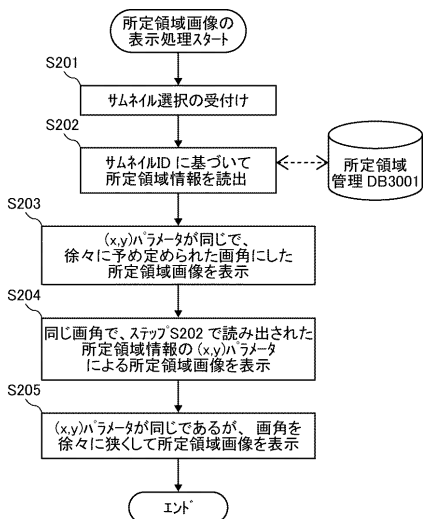 所定領域画像の
表示処理スタート
S201
サムネイル選択の受付け
S202
サムネイルIDに基づいて
所定領域情報を読出
所定領域
管理DB3001
S203
(x,y)パラメータが同じで、
徐々に予め定められた画角にした
所定領域画像を表示
S204
同じ画角で、ステップS202で読み出された
所定領域情報の(x,y)パラメータ
による所定領域画像を表示
S205
(x,y)パラメータが同じであるが、画角を
徐々に狭くして所定領域画像を表示
エンド